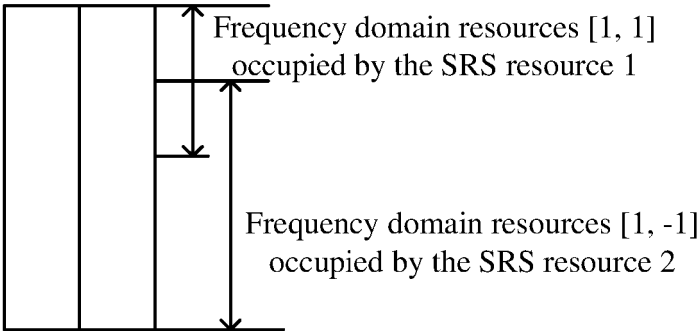 Frequency domain resources [1, 1]
occupied by the SRS resource 1
Frequency domain resources [1, -1]
occupied by the SRS resource 2